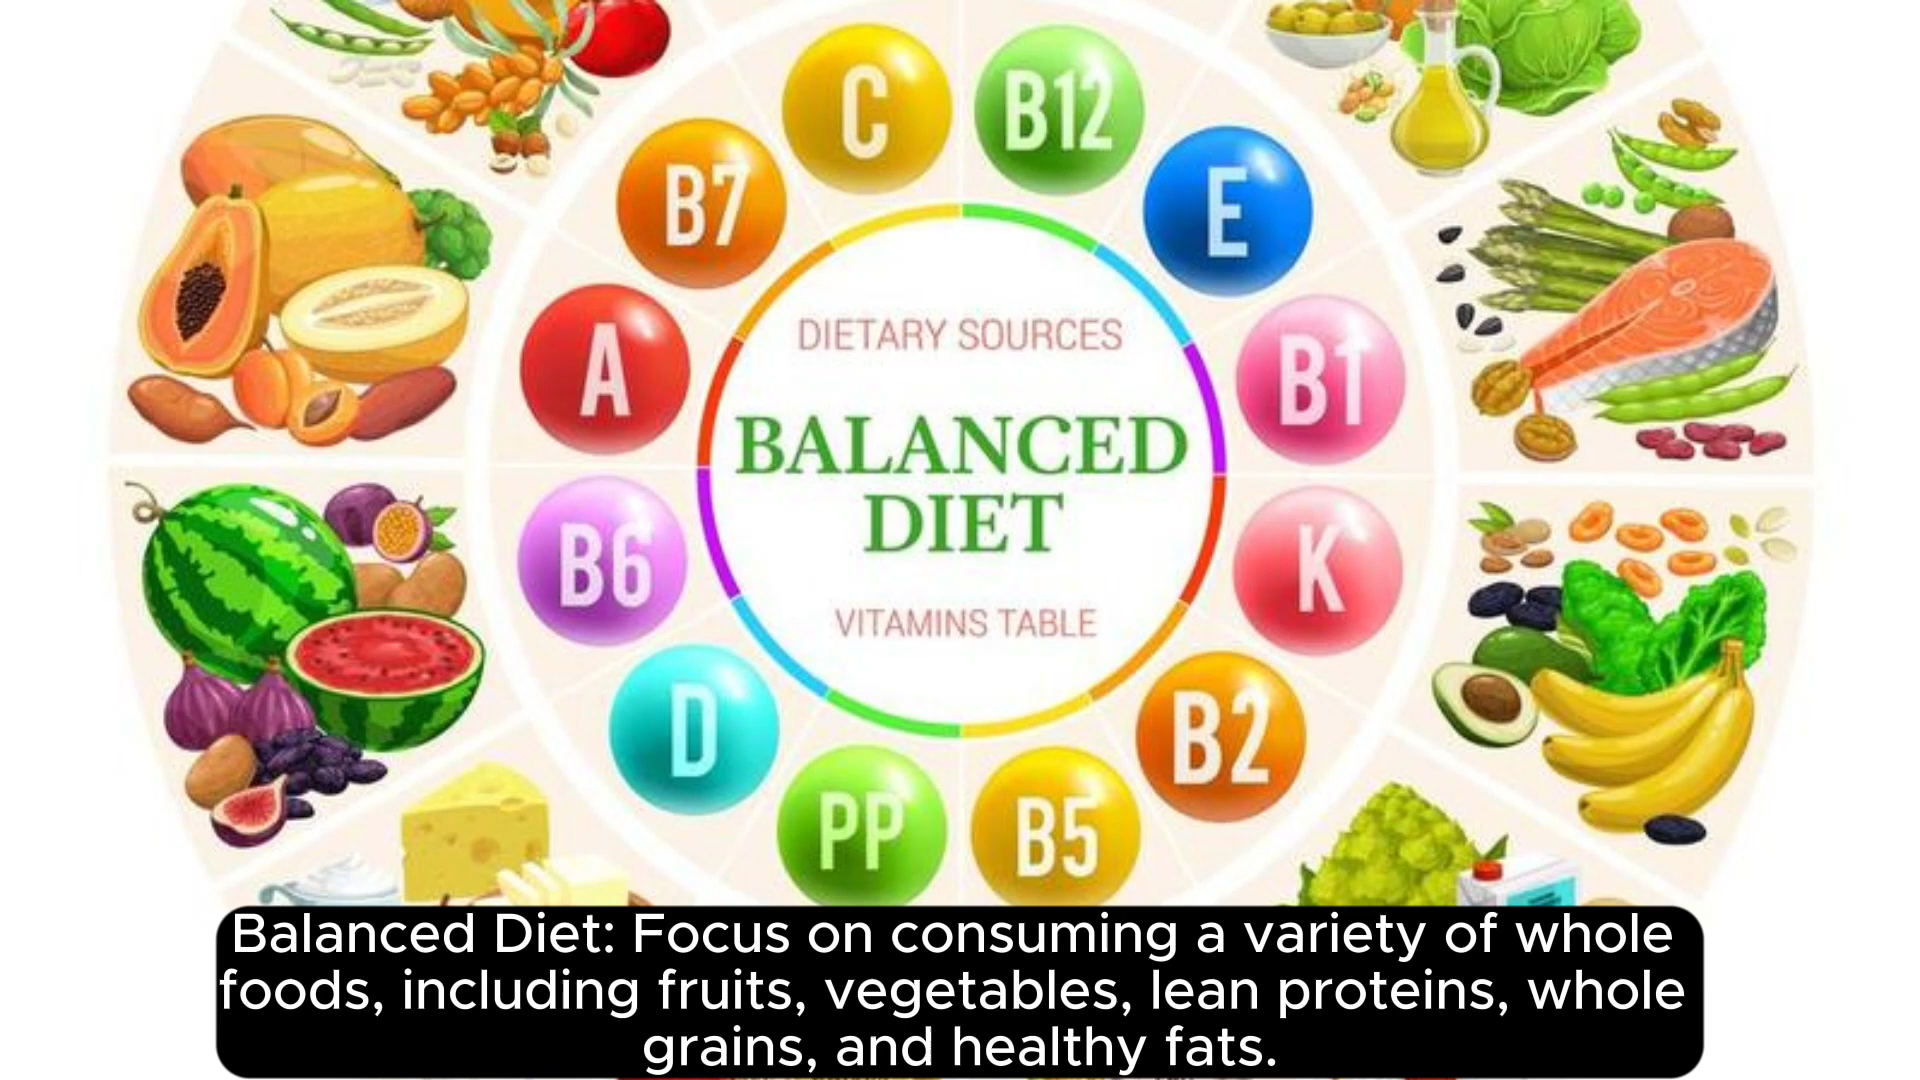 C
B12
B7
E
A
B1
DIETARY SOURCES
BALANCED
DIET
VITAMINS TABLE
B6
K
D
B2
PP
B5
Balanced Diet: Focus on consuming a variety of whole
foods, including fruits, vegetables, lean proteins, whole
grains, and healthy fats.